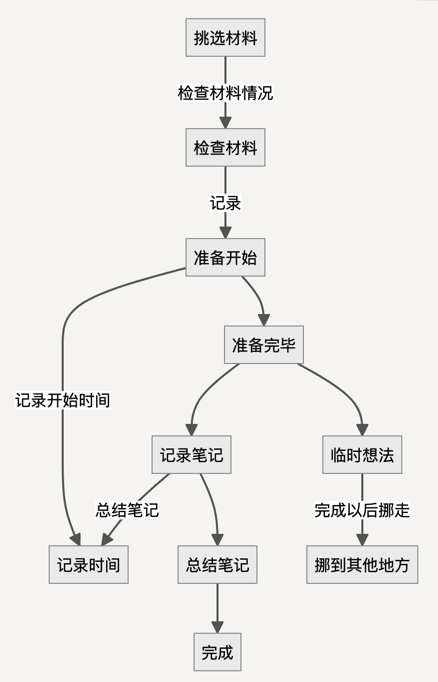 挑选材料
检查材料情况
检查材料
记录
准备开始
准备完毕
记录开始时间
记录笔记
临时想法
总结笔记
完成以后挪走
记录时间
总结笔记
挪到其他地方
完成